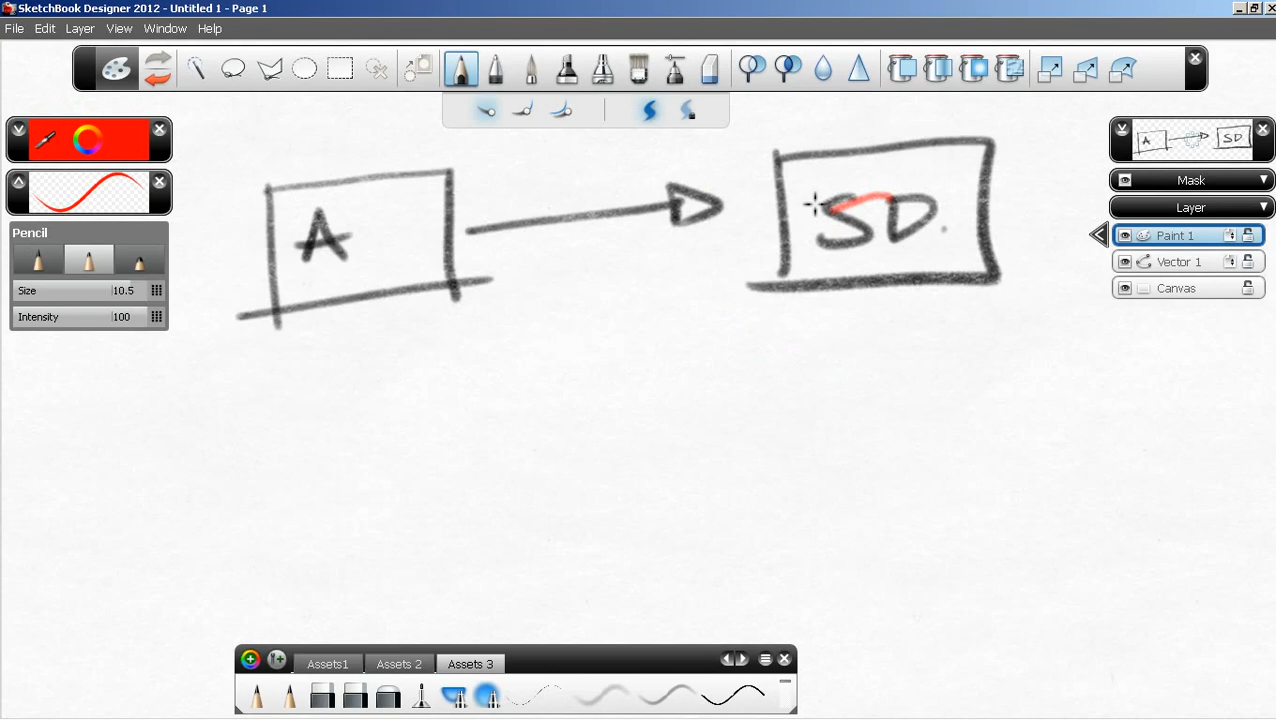 SketchBook Designer 2012 - Untitled 1 - Page 1
File Edit Layer View Window Help
A SD
Mask
Layer
Paint 1
Vector 1
Canvas
A
SD
Pencil
Size 10.5
Intensity 100
Assets1 Assets 2 Assets 3